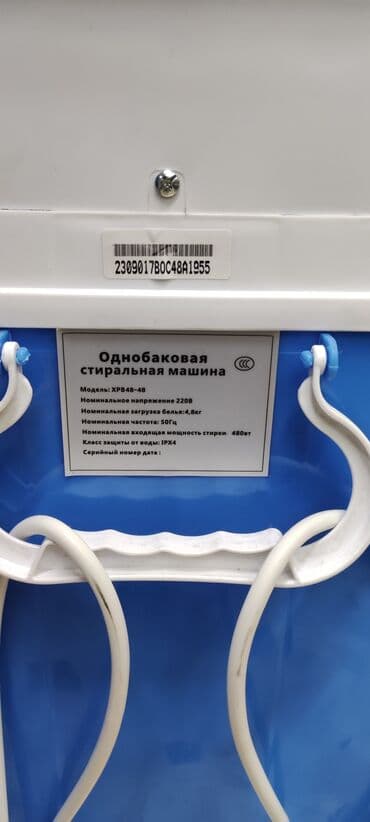 2309017B0C48A1955
Однобаковая
стиральная машина
CCC
Модель: XPB48-48
Номинальное напряжение 220В
Номинальная загрузка белья:4,8кг
Номинальная частота: 50Гц
Номинальная входящая мощность стирки 480вт
Класс защиты от воды: IPX4
Серийный номер дата :